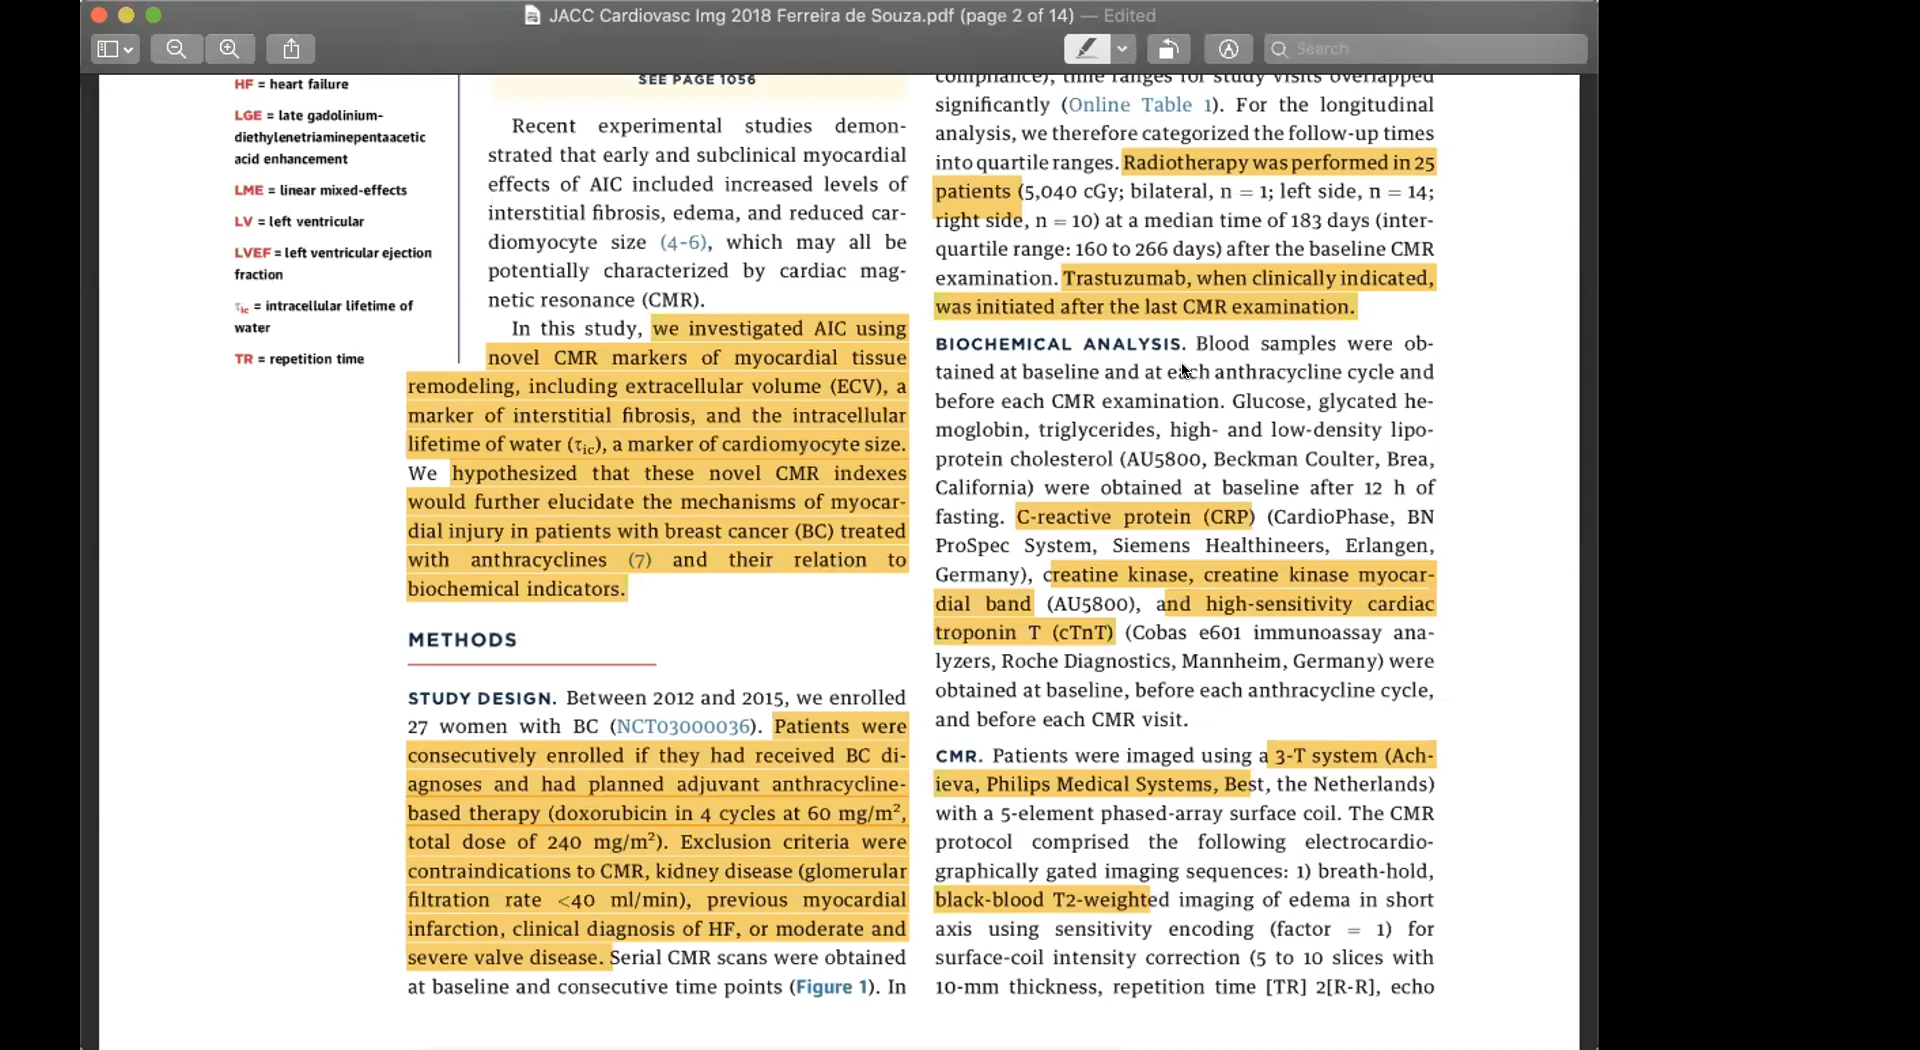 JACC Cardiovasc Img 2018 Ferreira de Souza.pdf (page 2 of 14) — Edited
Search
HF = heart failure
LGE = late gadolinium-
diethylenetriaminepentaacetic
acid enhancement
LME = linear mixed-effects
LV = left ventricular
LVEF = left ventricular ejection
fraction
τic = intracellular lifetime of
water
TR = repetition time
SEE PAGE 1056
Recent experimental studies demon-
strated that early and subclinical myocardial
effects of AIC included increased levels of
interstitial fibrosis, edema, and reduced car-
diomyocyte size (4-6), which may all be
potentially characterized by cardiac mag-
netic resonance (CMR).
In this study, we investigated AIC using
novel CMR markers of myocardial tissue
remodeling, including extracellular volume (ECV), a
marker of interstitial fibrosis, and the intracellular
lifetime of water (τic), a marker of cardiomyocyte size.
We hypothesized that these novel CMR indexes
would further elucidate the mechanisms of myocar-
dial injury in patients with breast cancer (BC) treated
with anthracyclines (7) and their relation to
biochemical indicators.
METHODS
STUDY DESIGN. Between 2012 and 2015, we enrolled
27 women with BC (NCT03000036). Patients were
consecutively enrolled if they had received BC di-
agnoses and had planned adjuvant anthracycline-
based therapy (doxorubicin in 4 cycles at 60 mg/m²,
total dose of 240 mg/m²). Exclusion criteria were
contraindications to CMR, kidney disease (glomerular
filtration rate <40 ml/min), previous myocardial
infarction, clinical diagnosis of HF, or moderate and
severe valve disease. Serial CMR scans were obtained
at baseline and consecutive time points (Figure 1). In
compliance), time ranges for study visits overlapped
significantly (Online Table 1). For the longitudinal
analysis, we therefore categorized the follow-up times
into quartile ranges. Radiotherapy was performed in 25
patients (5,040 cGy; bilateral, n = 1; left side, n = 14;
right side, n = 10) at a median time of 183 days (inter-
quartile range: 160 to 266 days) after the baseline CMR
examination. Trastuzumab, when clinically indicated,
was initiated after the last CMR examination.
BIOCHEMICAL ANALYSIS. Blood samples were ob-
tained at baseline and at each anthracycline cycle and
before each CMR examination. Glucose, glycated he-
moglobin, triglycerides, high- and low-density lipo-
protein cholesterol (AU5800, Beckman Coulter, Brea,
California) were obtained at baseline after 12 h of
fasting. C-reactive protein (CRP) (CardioPhase, BN
ProSpec System, Siemens Healthineers, Erlangen,
Germany), creatine kinase, creatine kinase myocar-
dial band (AU5800), and high-sensitivity cardiac
troponin T (cTnT) (Cobas e601 immunoassay ana-
lyzers, Roche Diagnostics, Mannheim, Germany) were
obtained at baseline, before each anthracycline cycle,
and before each CMR visit.
CMR. Patients were imaged using a 3-T system (Ach-
ieva, Philips Medical Systems, Best, the Netherlands)
with a 5-element phased-array surface coil. The CMR
protocol comprised the following electrocardio-
graphically gated imaging sequences: 1) breath-hold,
black-blood T2-weighted imaging of edema in short
axis using sensitivity encoding (factor = 1) for
surface-coil intensity correction (5 to 10 slices with
10-mm thickness, repetition time [TR] 2[R-R], echo